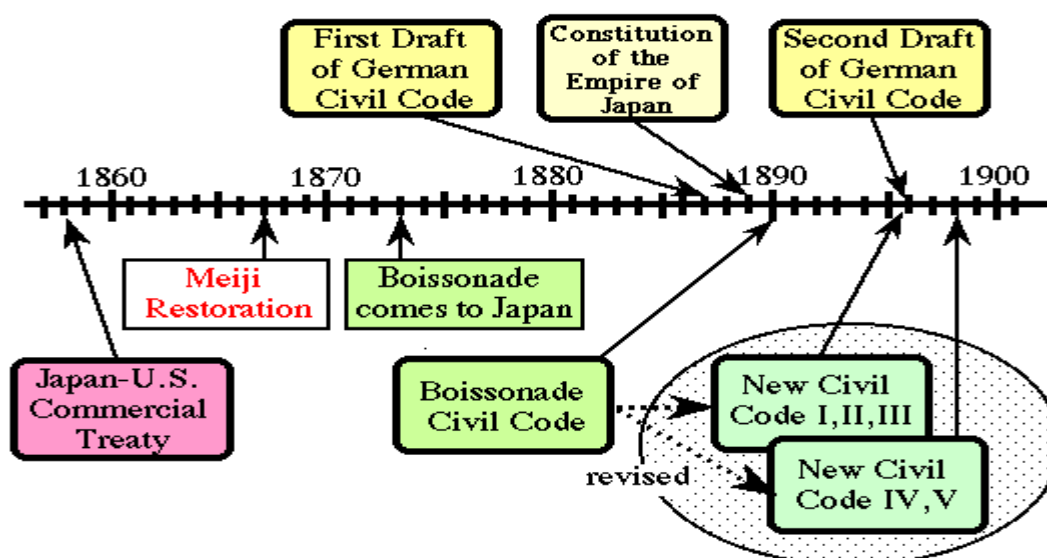 First Draft
of German
Civil Code
Constitution
of the
Empire of
Japan
Second Draft
of German
Civil Code
1860
1870
1880
1890
1900
Meiji
Restoration
Boissonade
comes to Japan
Japan-U.S.
Commercial
Treaty
Boissonade
Civil Code
revised
New Civil
Code I,II,III
New Civil
Code IV,V